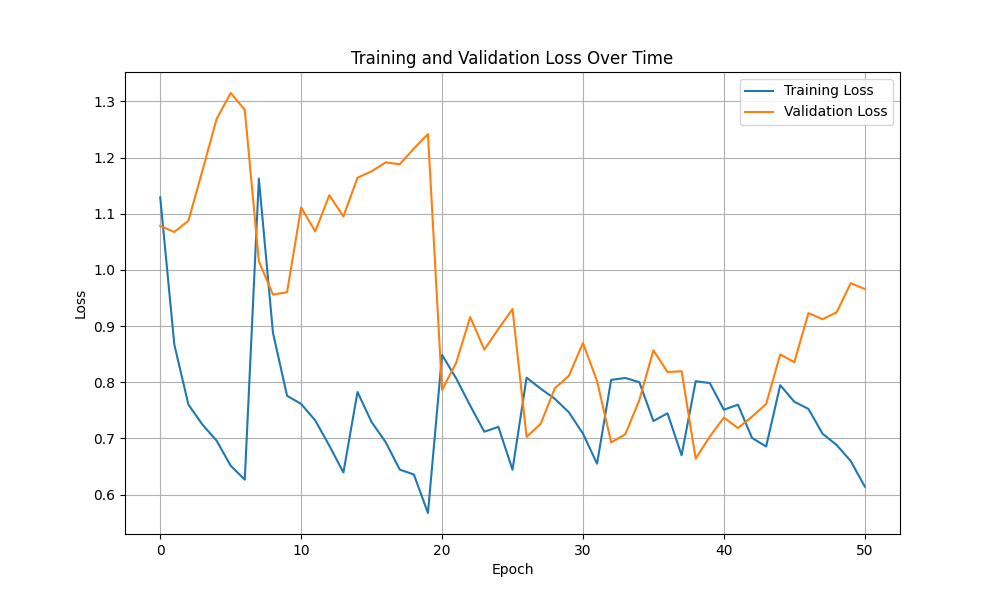 Training and Validation Loss Over Time
Training Loss
Validation Loss
1.3
1.2
1.1
1.0
0.9
0.8
0.7
0.6
Loss
0 10 20 30 40 50
Epoch